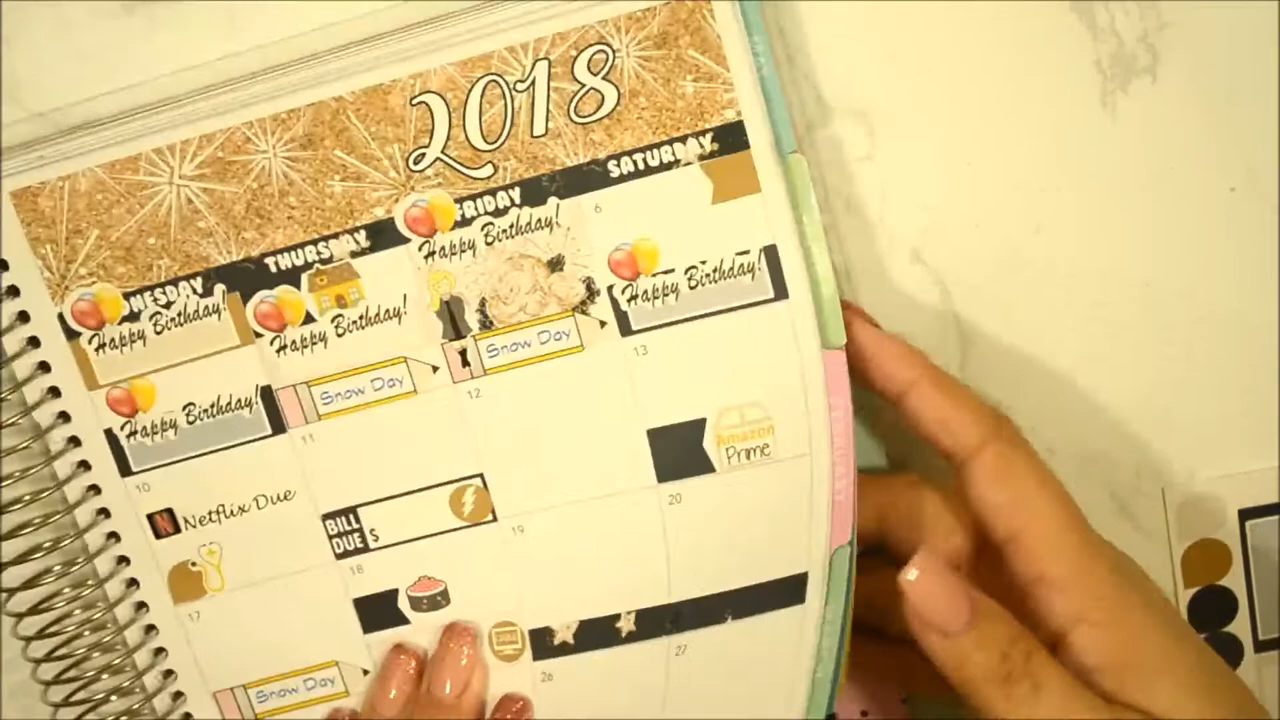 2018
NESDAY
THURSDAY
FRIDAY
SATURDAY
6
Happy Birthday!
Happy Birthday!
Happy Birthday!
Happy Birthday!
Happy Birthday!
Snow Day
Snow Day
10
11
12
13
N Netflix Due
BILL
DUE $
Amazon
Prime
17
18
19
20
Snow Day
26
27